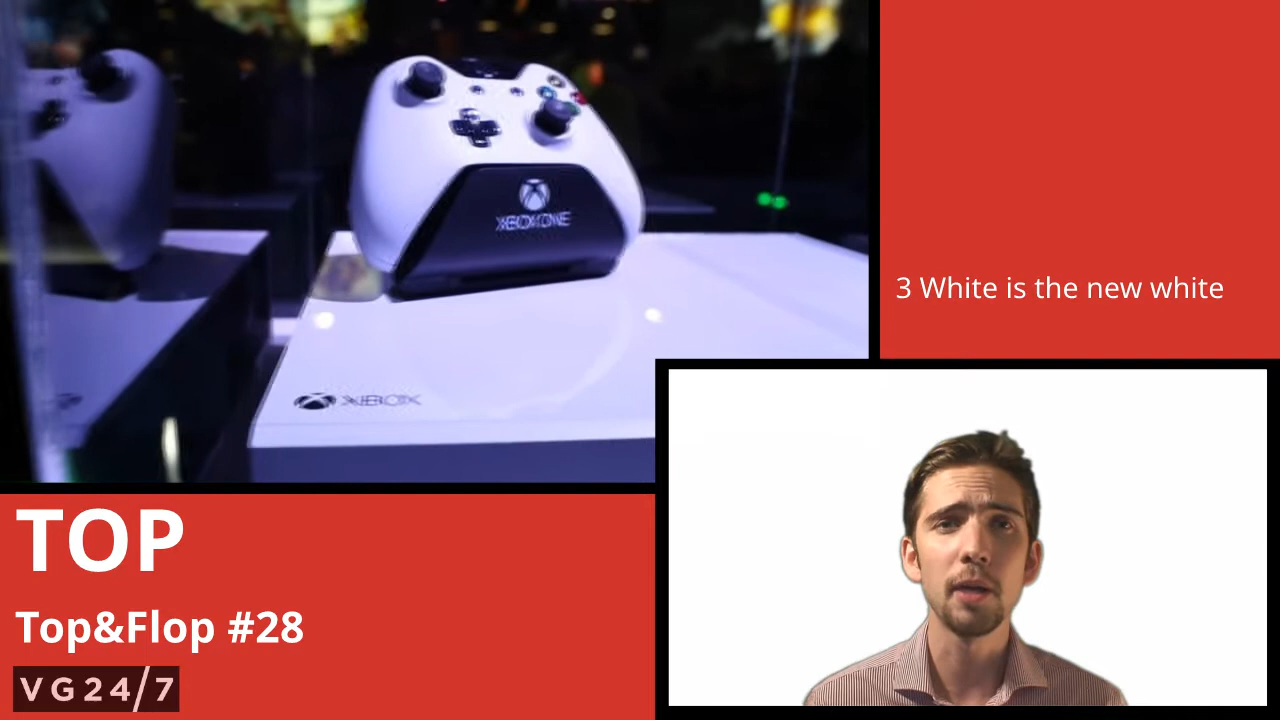 XBOX ONE
XBOX
3 White is the new white
TOP
Top&Flop #28
VG24/7